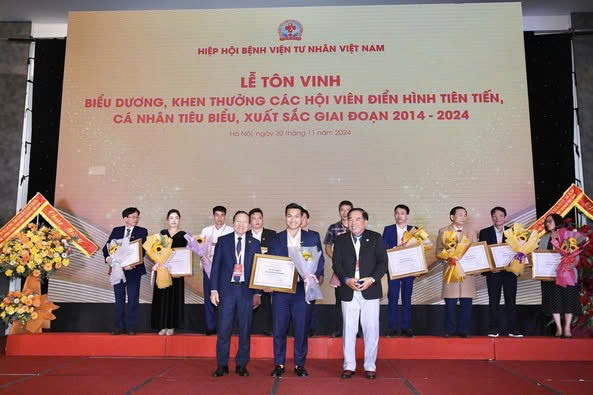 HIỆP HỘI BỆNH VIỆN TƯ NHÂN VIỆT NAM
LỄ TÔN VINH
BIỂU DƯƠNG, KHEN THƯỞNG CÁC HỘI VIÊN ĐIỂN HÌNH TIÊN TIẾN,
CÁ NHÂN TIÊU BIỂU, XUẤT SẮC GIAI ĐOẠN 2014 - 2024
Hà Nội, ngày 30 tháng 11 năm 2024